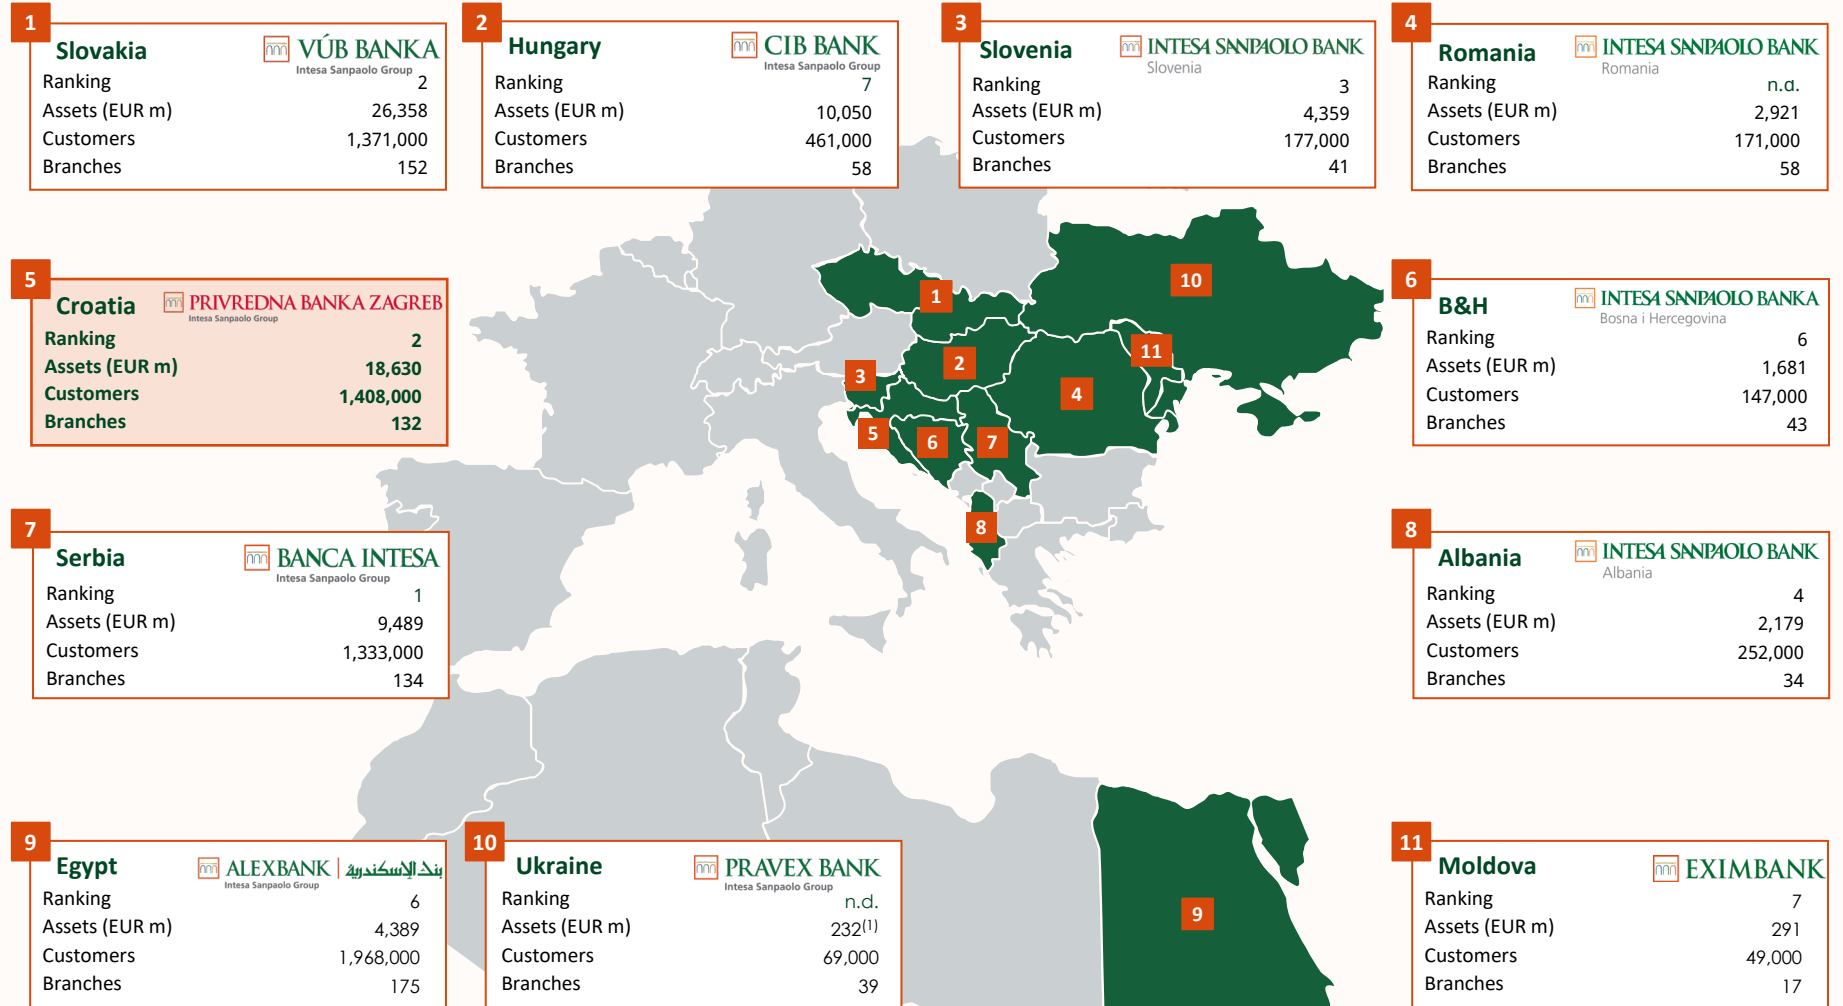 1
Slovakia
VÚB BANKA
Intesa Sanpaolo Group
Ranking 2
Assets (EUR m) 26,358
Customers 1,371,000
Branches 152
2
Hungary
CIB BANK
Intesa Sanpaolo Group
Ranking 7
Assets (EUR m) 10,050
Customers 461,000
Branches 58
3
Slovenia
INTESA SANPAOLO BANK
Slovenia
Ranking 3
Assets (EUR m) 4,359
Customers 177,000
Branches 41
4
Romania
INTESA SANPAOLO BANK
Romania
Ranking n.d.
Assets (EUR m) 2,921
Customers 171,000
Branches 58
5
Croatia
PRIVREDNA BANKA ZAGREB
Intesa Sanpaolo Group
Ranking 2
Assets (EUR m) 18,630
Customers 1,408,000
Branches 132
10
1
11
2
3
4
5
6
7
8
9
6
B&H
INTESA SANPAOLO BANKA
Bosna i Hercegovina
Ranking 6
Assets (EUR m) 1,681
Customers 147,000
Branches 43
7
Serbia
BANCA INTESA
Intesa Sanpaolo Group
Ranking 1
Assets (EUR m) 9,489
Customers 1,333,000
Branches 134
8
Albania
INTESA SANPAOLO BANK
Albania
Ranking 4
Assets (EUR m) 2,179
Customers 252,000
Branches 34
9
Egypt
ALEXBANK | بنك الإسكندرية
Intesa Sanpaolo Group
Ranking 6
Assets (EUR m) 4,389
Customers 1,968,000
Branches 175
10
Ukraine
PRAVEX BANK
Intesa Sanpaolo Group
Ranking n.d.
Assets (EUR m) 232(1)
Customers 69,000
Branches 39
11
Moldova
EXIMBANK
Ranking 7
Assets (EUR m) 291
Customers 49,000
Branches 17